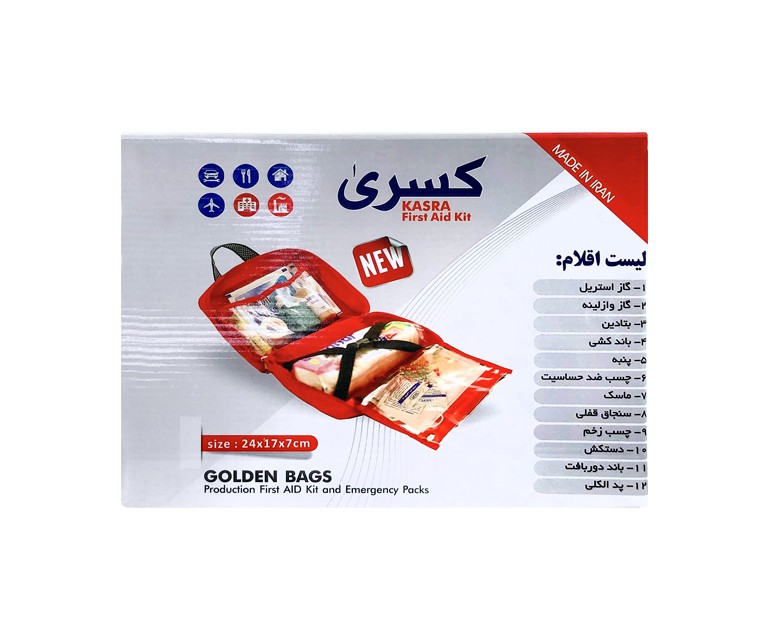 MADE IN IRAN
کسریٰ
KASRA
First Aid Kit
NEW
لیست اقلام:
۱- گاز استریل
۲- گاز وازلینه
۳- بتادین
۴- باند کشی
۵- پنبه
۶- چسب ضد حساسیت
۷- ماسک
۸- سنجاق قفلی
۹- چسب زخم
۱۰- دستکش
۱۱- باند دوربافت
۱۲- پد الکلی
size : 24x17x7cm
GOLDEN BAGS
Production First AID Kit and Emergency Packs